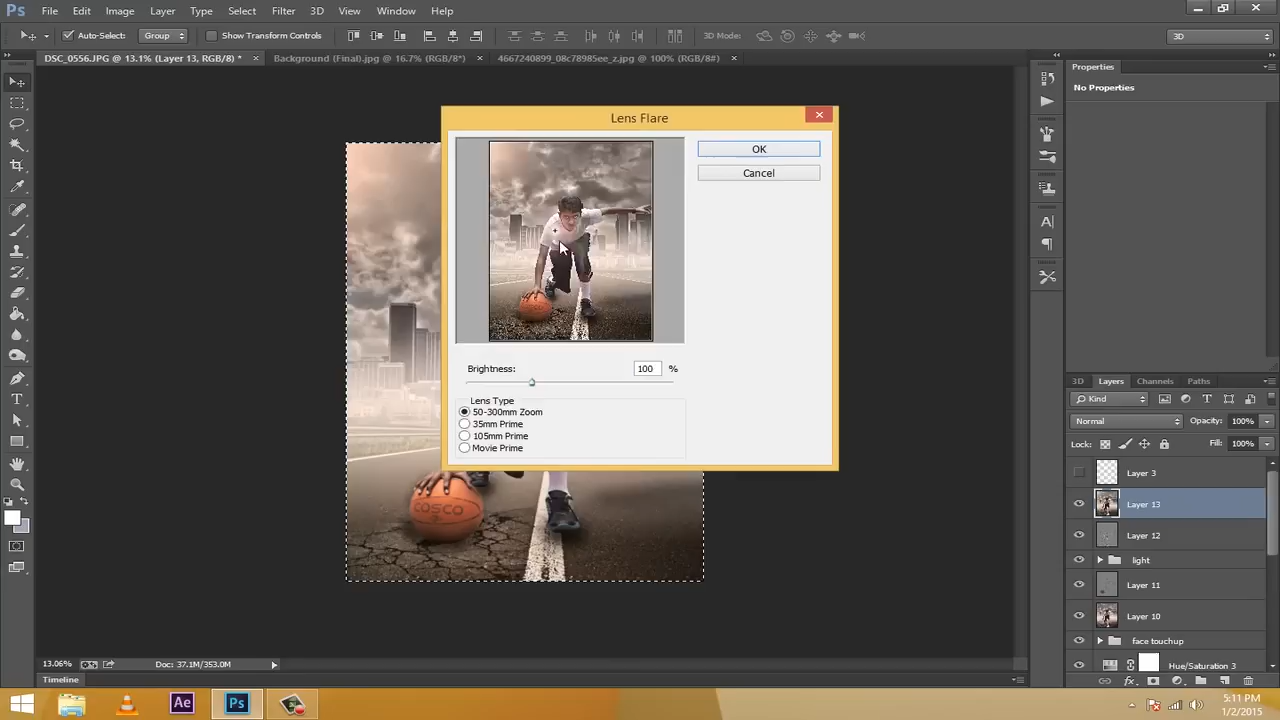 Ps File Edit Image Layer Type Select Filter 3D View Window Help
Auto-Select: Group Show Transform Controls 3D Mode: 3D
DSC_0556.JPG @ 13.1% (Layer 13, RGB/8) * Background (Final).jpg @ 16.7% (RGB/8*) 4667240899_08c78985ee_z.jpg @ 100% (RGB/8#)
Properties
No Properties
Lens Flare
OK
Cancel
Brightness: 100 %
Lens Type
50-300mm Zoom
35mm Prime
105mm Prime
Movie Prime
COSCO
3D Layers Channels Paths
Kind
Normal Opacity: 100%
Lock: Fill: 100%
Layer 3
Layer 13
Layer 12
light
Layer 11
Layer 10
face touchup
Hue/Saturation 3
13.06% Doc: 37.1M/353.0M
Timeline
Ae Ps
5:11 PM
1/2/2015